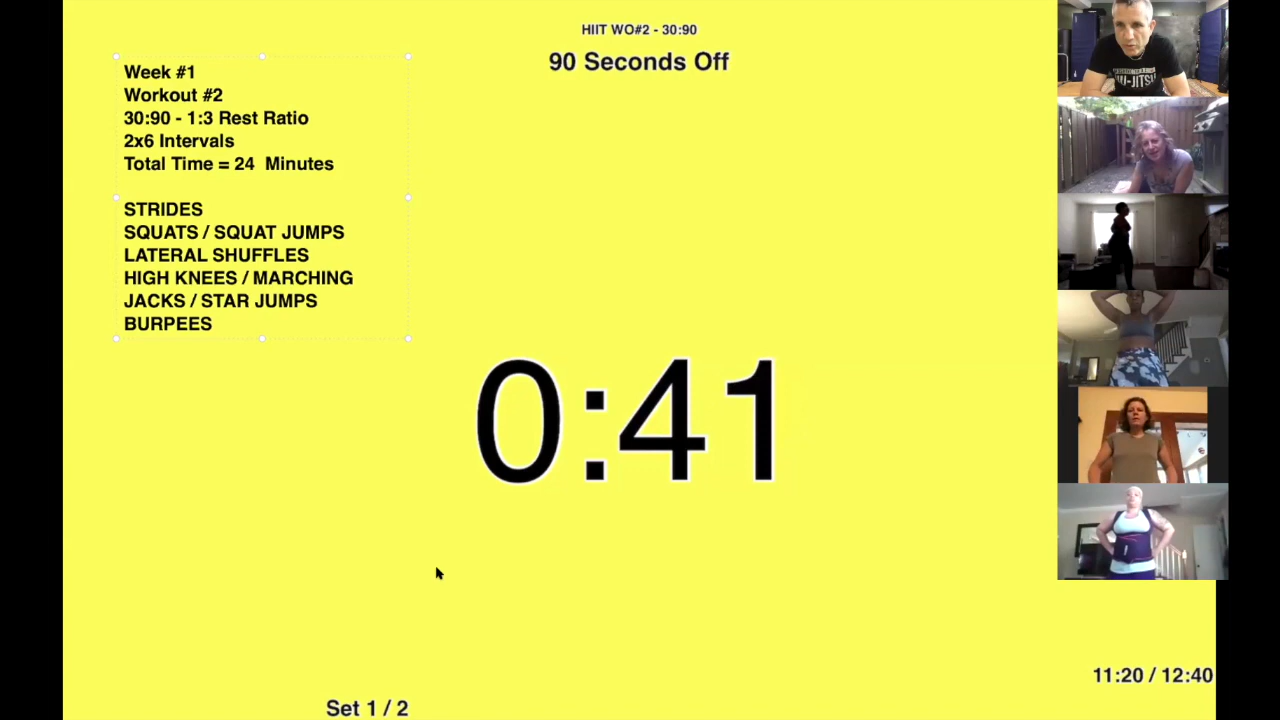 HIIT WO#2 - 30:90
90 Seconds Off
Week #1
Workout #2
30:90 - 1:3 Rest Ratio
2x6 Intervals
Total Time = 24 Minutes
STRIDES
SQUATS / SQUAT JUMPS
LATERAL SHUFFLES
HIGH KNEES / MARCHING
JACKS / STAR JUMPS
BURPEES
0:41
11:20 / 12:40
Set 1 / 2